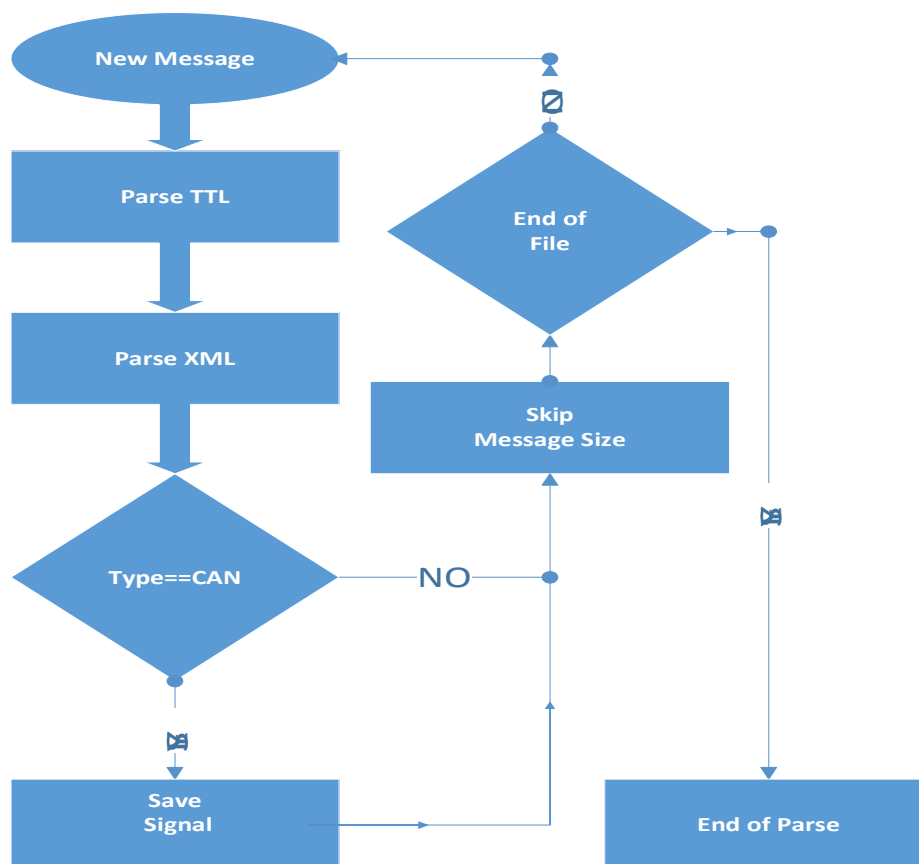 New Message
Parse TTL
Parse XML
Type==CAN
NO
Save
Signal
End of
File
Skip
Message Size
End of Parse